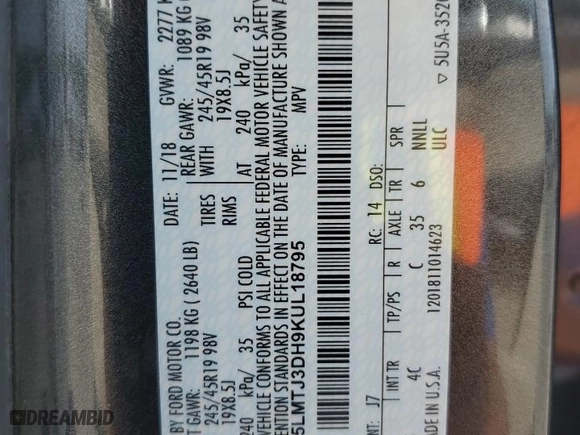 BY FORD MOTOR CO.
DATE: 11/18 GVWR: 2277 K
T GAWR: 1198 KG ( 2640 LB) REAR GAWR: 1089 KG
245/45R19 98V TIRES WITH 245/45R19 98V
19X8.5J RIMS 19X8.5J
240 kPa/ 35 PSI COLD AT 240 kPa/ 35
VEHICLE CONFORMS TO ALL APPLICABLE FEDERAL MOTOR VEHICLE SAFETY
ENTION STANDARDS IN EFFECT ON THE DATE OF MANUFACTURE SHOWN A
5LMTJ3DH9KUL18795 TYPE: MPV
NT: J7 RC: 14 DSO:
INT TR TP/PS R AXLE TR SPR
4C C 35 6 NNLL
IN U.S.A. 1201811014623 ULC
▽ 5U5A-3520
DREAMBID